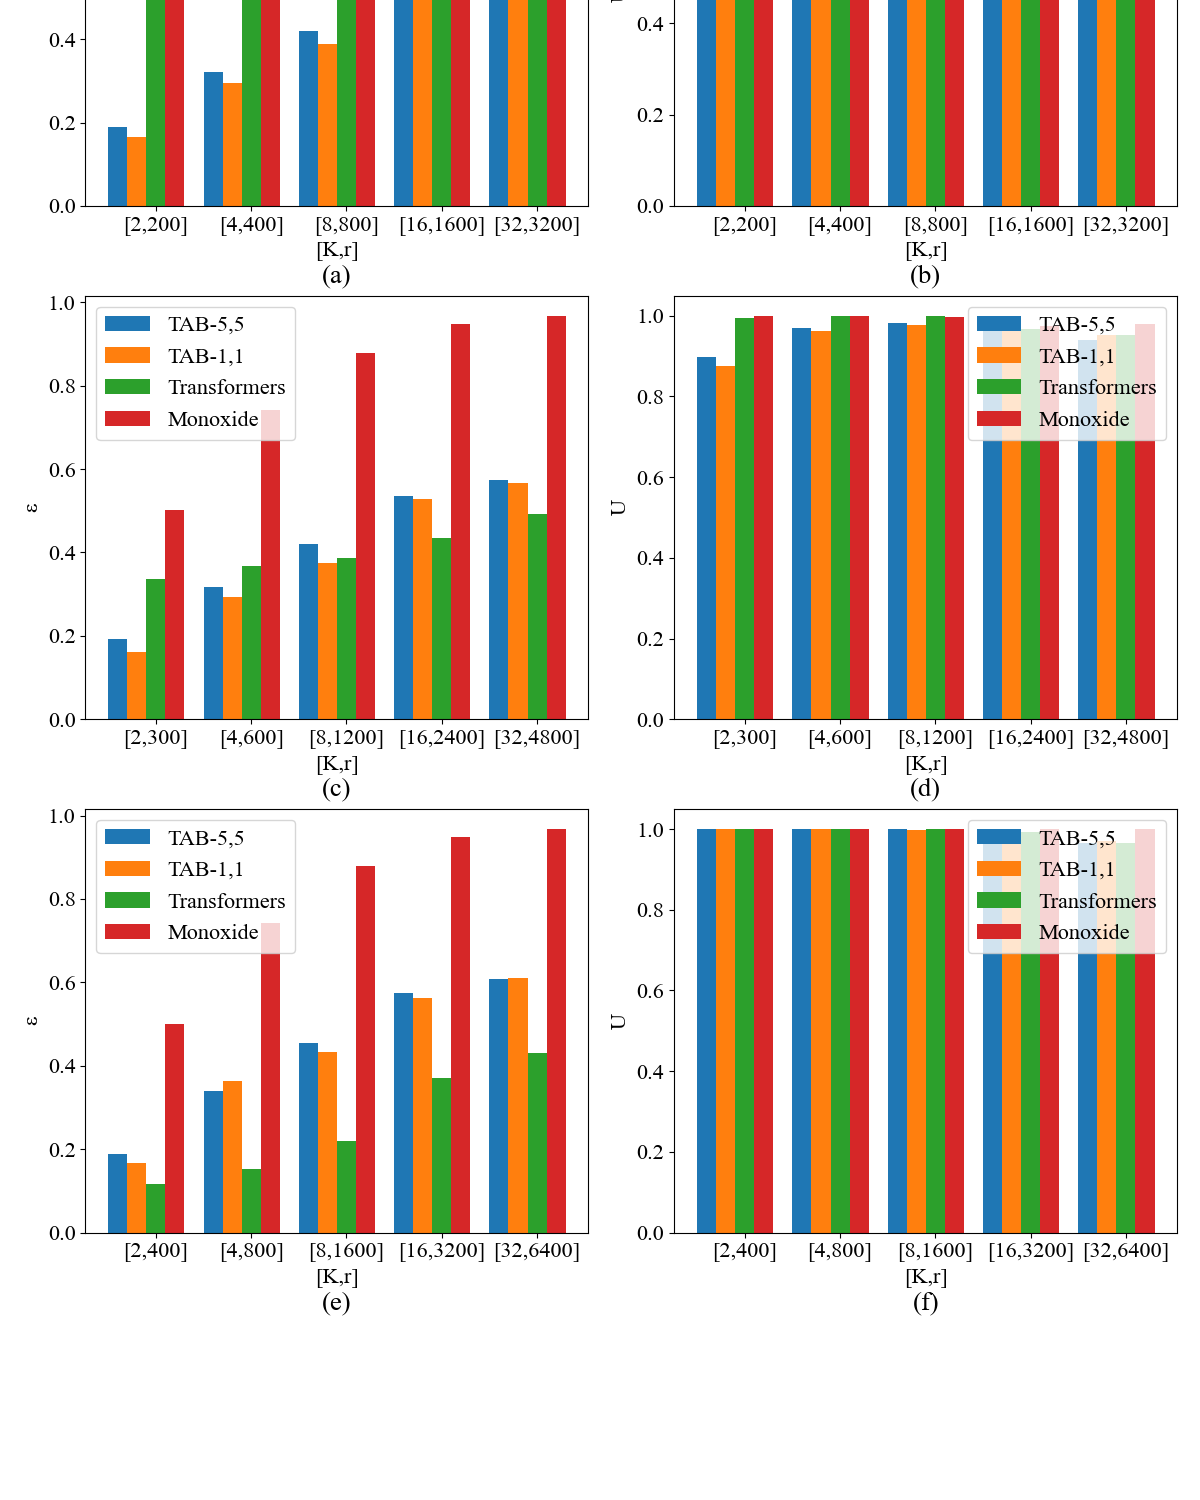 0.4
0.2
0.0
[2,200] [4,400] [8,800] [16,1600] [32,3200]
[K,r]
(a)
0.4
0.2
0.0
[2,200] [4,400] [8,800] [16,1600] [32,3200]
[K,r]
(b)
1.0
0.8
0.6
0.4
0.2
0.0
ε
TAB-5,5
TAB-1,1
Transformers
Monoxide
[2,300] [4,600] [8,1200] [16,2400] [32,4800]
[K,r]
(c)
1.0
0.8
0.6
0.4
0.2
0.0
U
TAB-5,5
TAB-1,1
Transformers
Monoxide
[2,300] [4,600] [8,1200] [16,2400] [32,4800]
[K,r]
(d)
1.0
0.8
0.6
0.4
0.2
0.0
ε
TAB-5,5
TAB-1,1
Transformers
Monoxide
[2,400] [4,800] [8,1600] [16,3200] [32,6400]
[K,r]
(e)
1.0
0.8
0.6
0.4
0.2
0.0
U
TAB-5,5
TAB-1,1
Transformers
Monoxide
[2,400] [4,800] [8,1600] [16,3200] [32,6400]
[K,r]
(f)